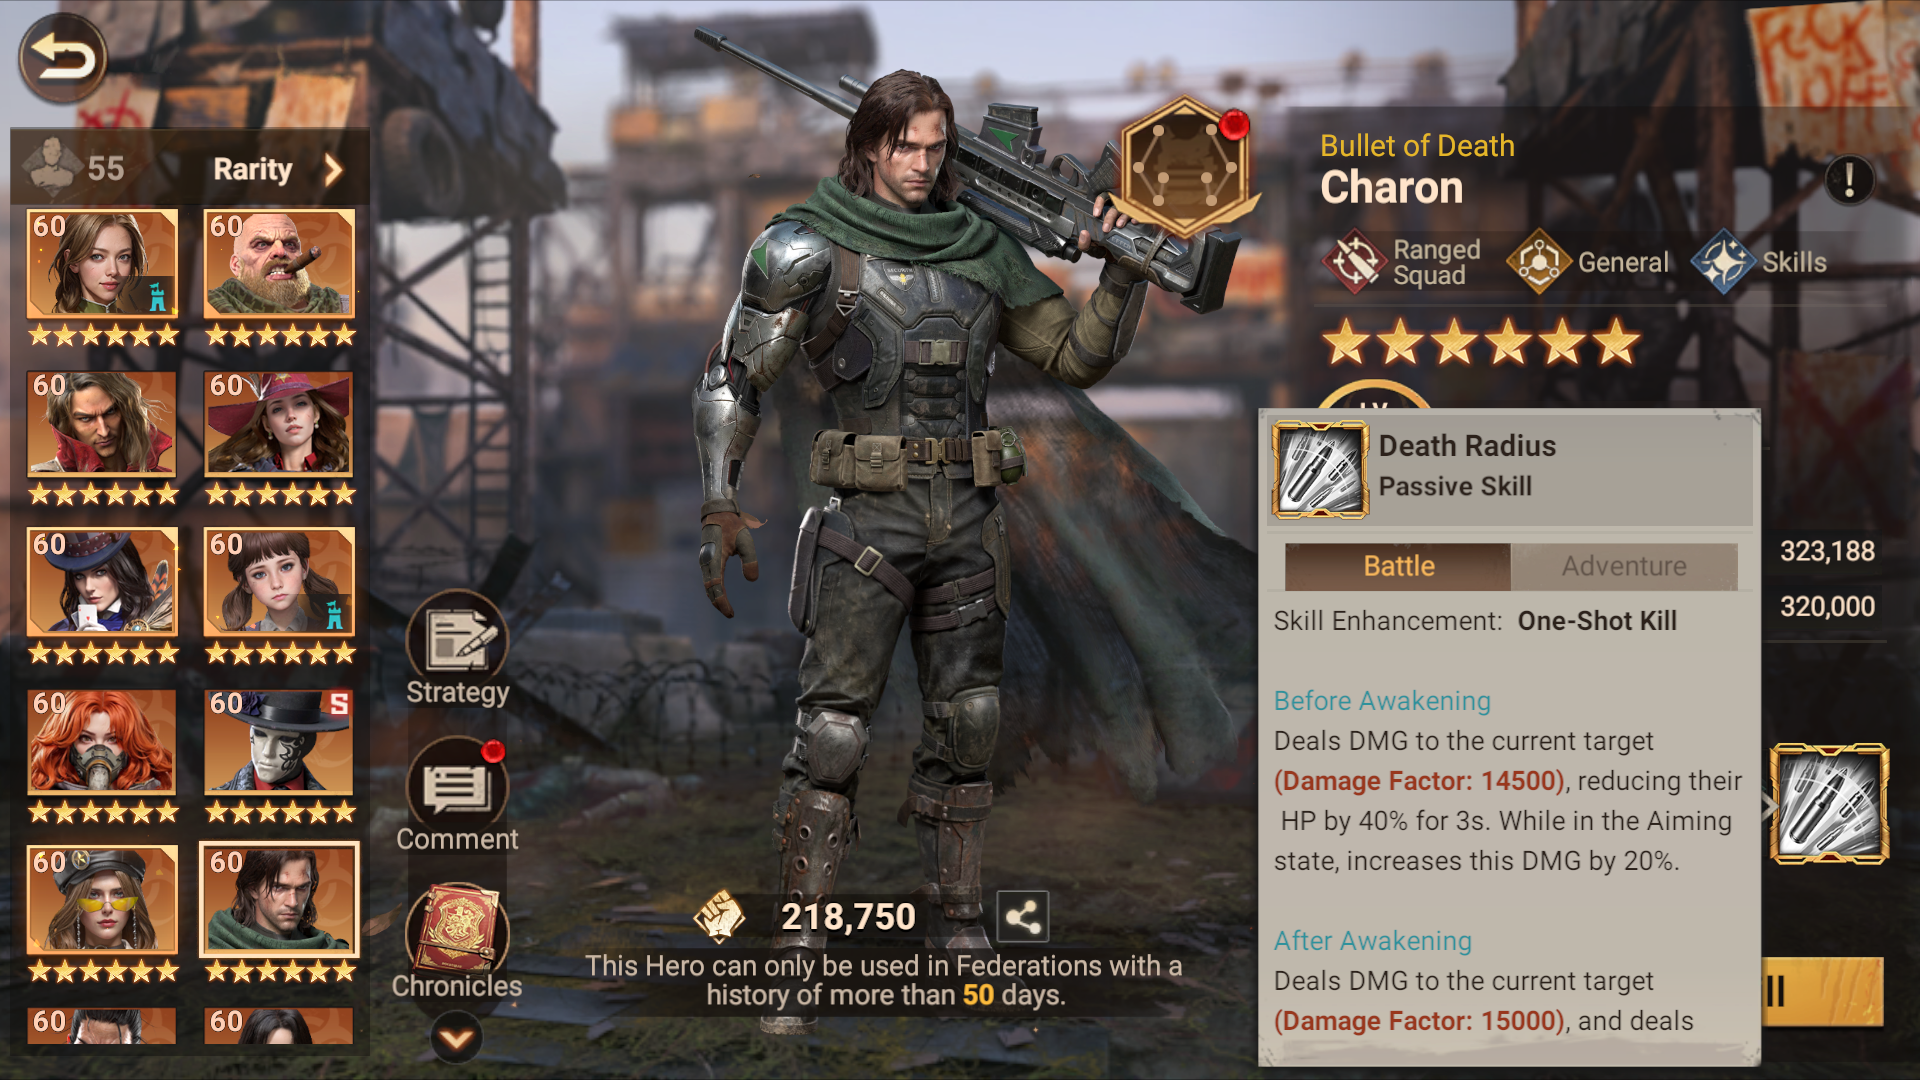 55
Rarity
60
60
60
60
60
60
60
60
S
60
60
60
60
Strategy
Comment
Chronicles
SECURITY
218,750
This Hero can only be used in Federations with a
history of more than 50 days.
FUCK
OFF
Bullet of Death
Charon
!
Ranged
Squad
General
Skills
Death Radius
Passive Skill
Battle
Adventure
Skill Enhancement: One-Shot Kill
Before Awakening
Deals DMG to the current target
(Damage Factor: 14500), reducing their
HP by 40% for 3s. While in the Aiming
state, increases this DMG by 20%.
After Awakening
Deals DMG to the current target
(Damage Factor: 15000), and deals
323,188
320,000